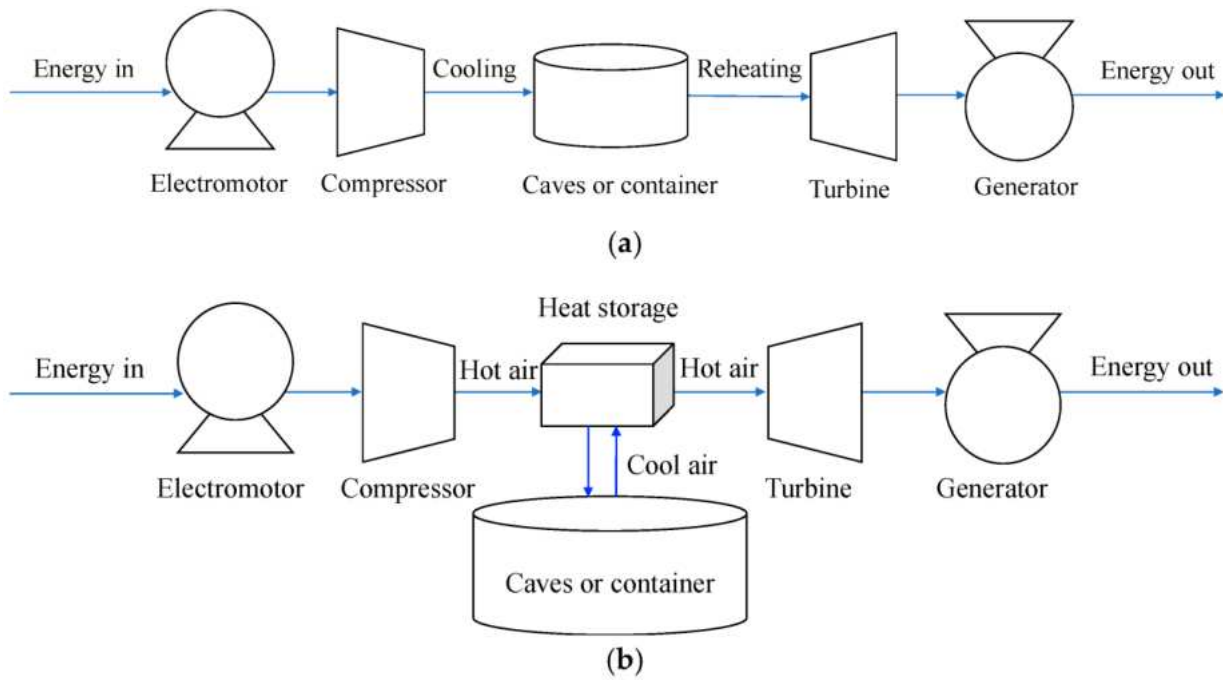 Energy in
Cooling
Reheating
Energy out
Electromotor
Compressor
Caves or container
Turbine
Generator
(a)
Heat storage
Energy in
Hot air
Hot air
Energy out
Cool air
Electromotor
Compressor
Turbine
Generator
Caves or container
(b)